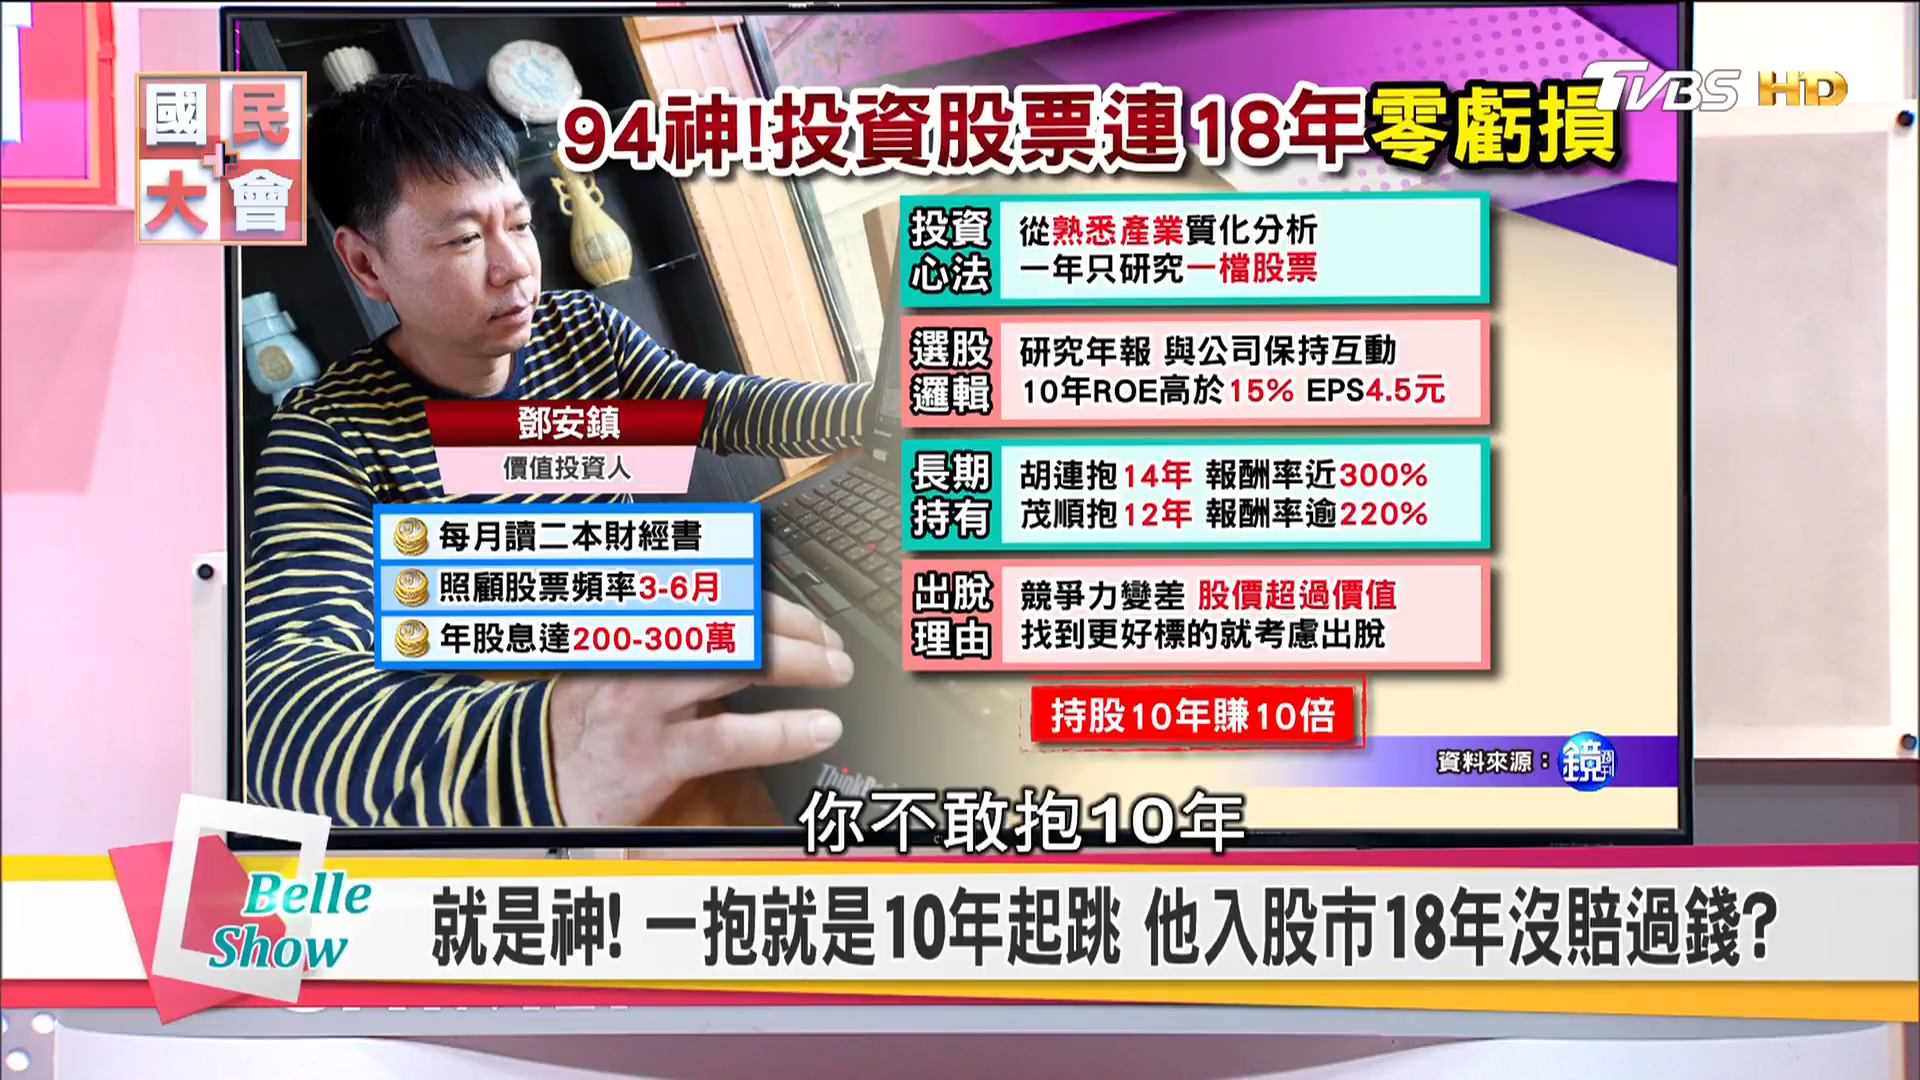 國民大會
TVBS HD
94神!投資股票連18年零虧損
投資心法
從熟悉產業質化分析
一年只研究一檔股票
選股邏輯
研究年報 與公司保持互動
10年ROE高於15% EPS4.5元
長期持有
胡連抱14年 報酬率近300%
茂順抱12年 報酬率逾220%
出脫理由
競爭力變差 股價超過價值
找到更好標的就考慮出脫
持股10年賺10倍
鄧安鎮
價值投資人
每月讀二本財經書
照顧股票頻率3-6月
年股息達200-300萬
資料來源：鏡週刊
ThinkPad
你不敢抱10年
Belle Show
就是神! 一抱就是10年起跳 他入股市18年沒賠過錢?